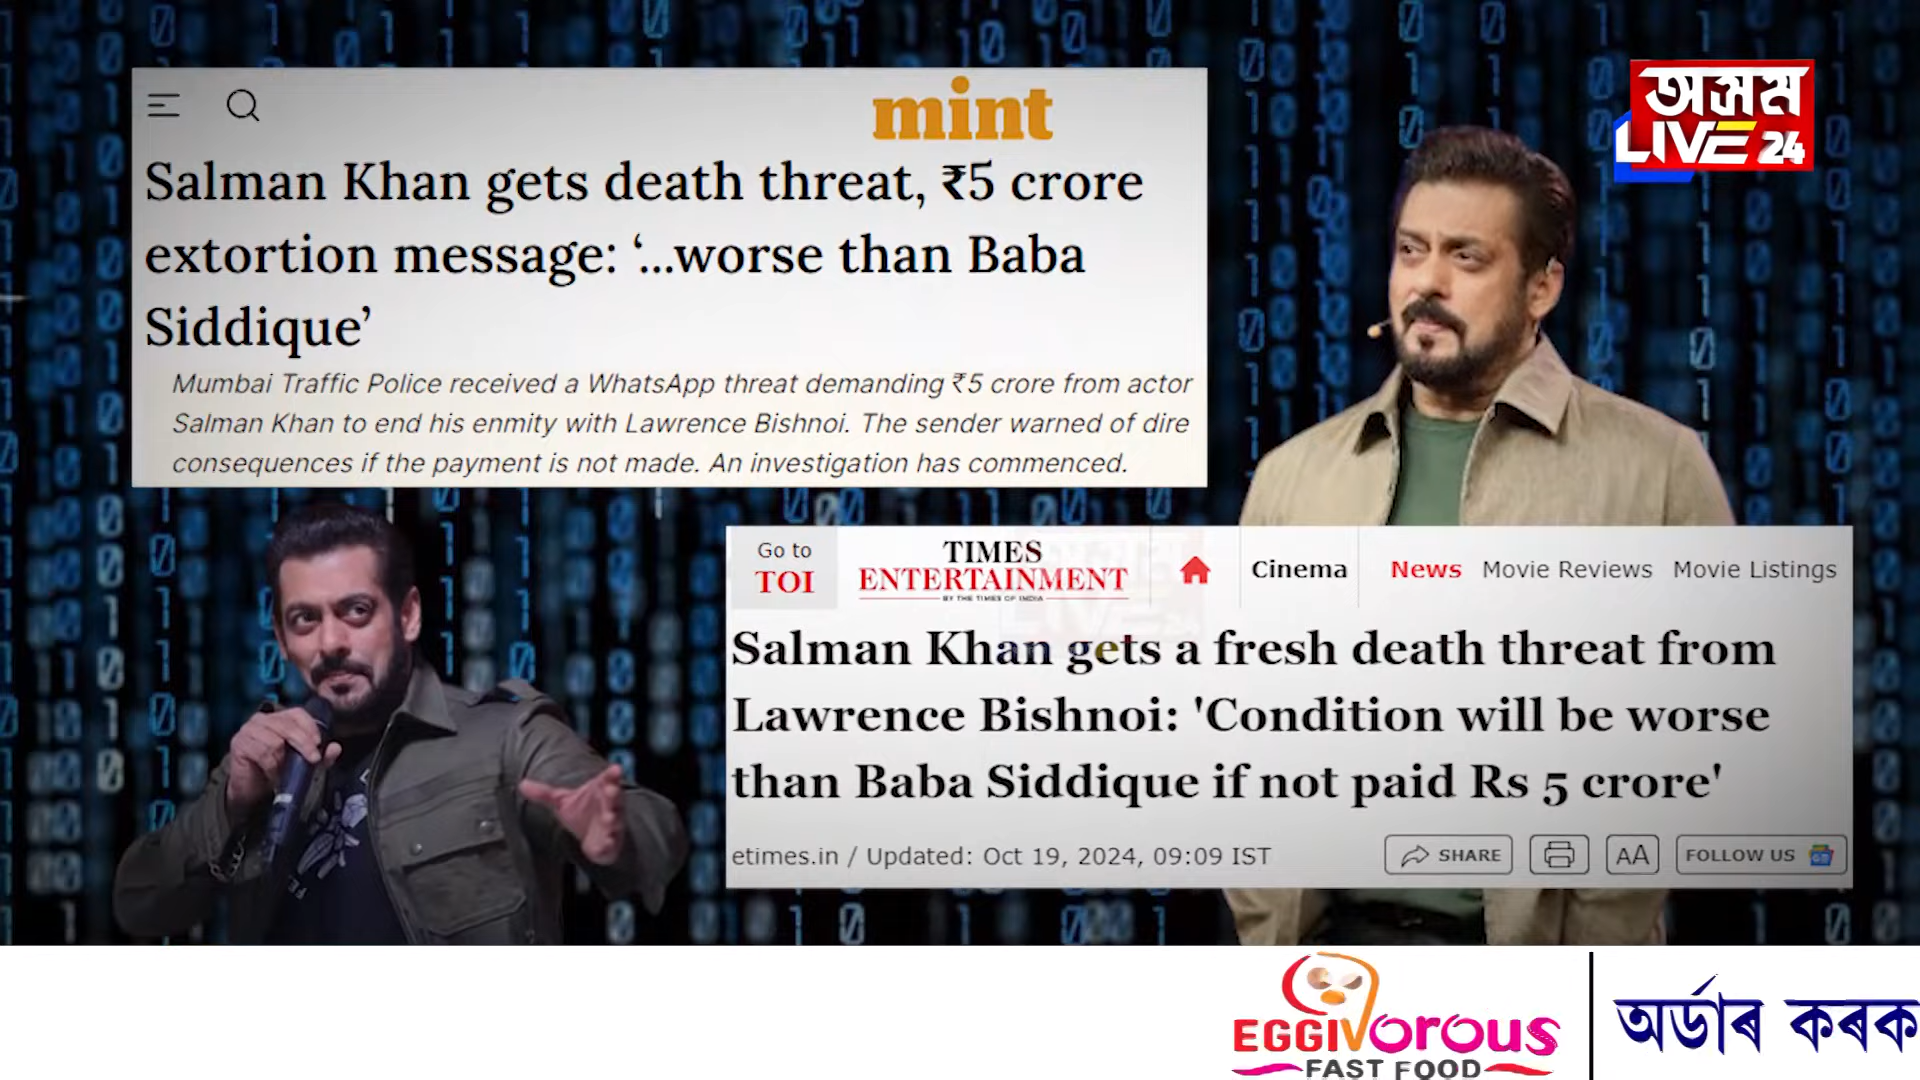 mint
Salman Khan gets death threat, ₹5 crore
extortion message: ‘...worse than Baba
Siddique’
Mumbai Traffic Police received a WhatsApp threat demanding ₹5 crore from actor
Salman Khan to end his enmity with Lawrence Bishnoi. The sender warned of dire
consequences if the payment is not made. An investigation has commenced.
অসম
LIVE 24
Go to
TOI
TIMES
ENTERTAINMENT
BY THE TIMES OF INDIA
Cinema News Movie Reviews Movie Listings
Salman Khan gets a fresh death threat from
Lawrence Bishnoi: 'Condition will be worse
than Baba Siddique if not paid Rs 5 crore'
etimes.in / Updated: Oct 19, 2024, 09:09 IST
SHARE AA FOLLOW US
EGGIVOROUS
FAST FOOD
অৰ্ডাৰ কৰক